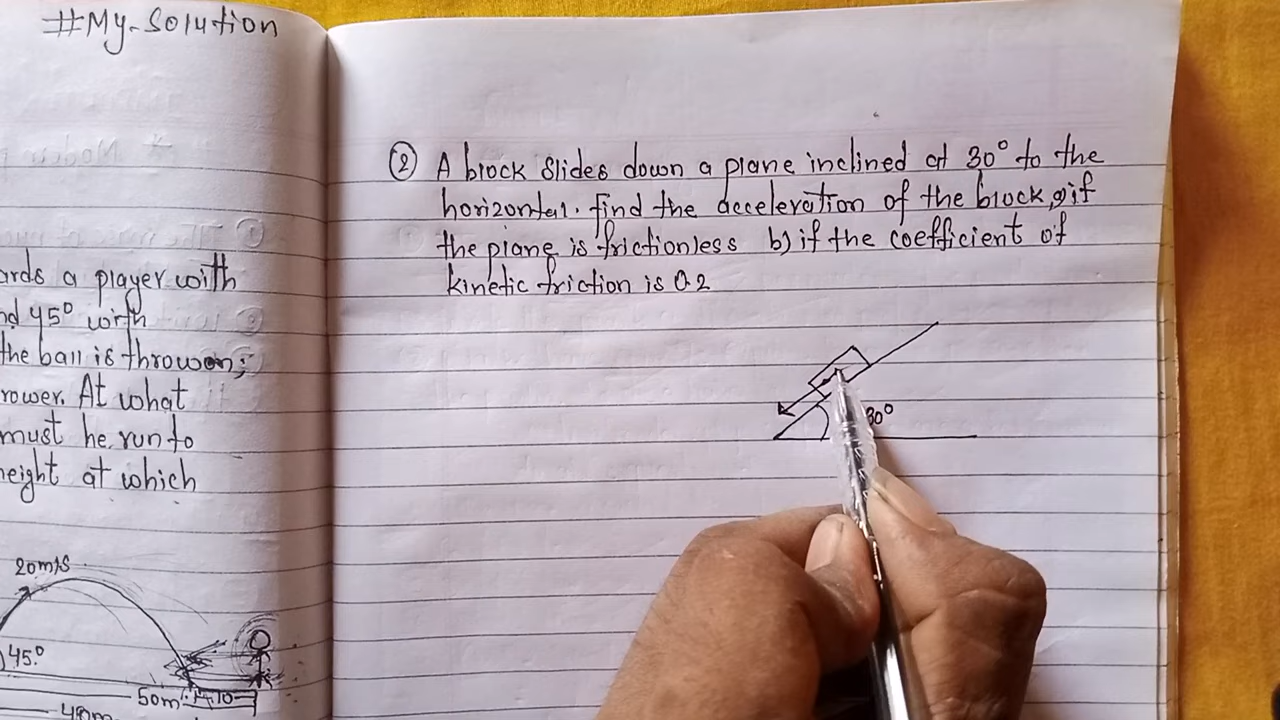 #My-Solution
② A block slides down a plane inclined at 30° to the
horizontal. find the acceleration of the block, if
the plane is frictionless b) if the coefficient of
kinetic friction is 0.2
30°
ards a player with
nd 45° with
the ball is thrown;
rower. At what
must he run to
height at which
20m/s
45°
50m
10